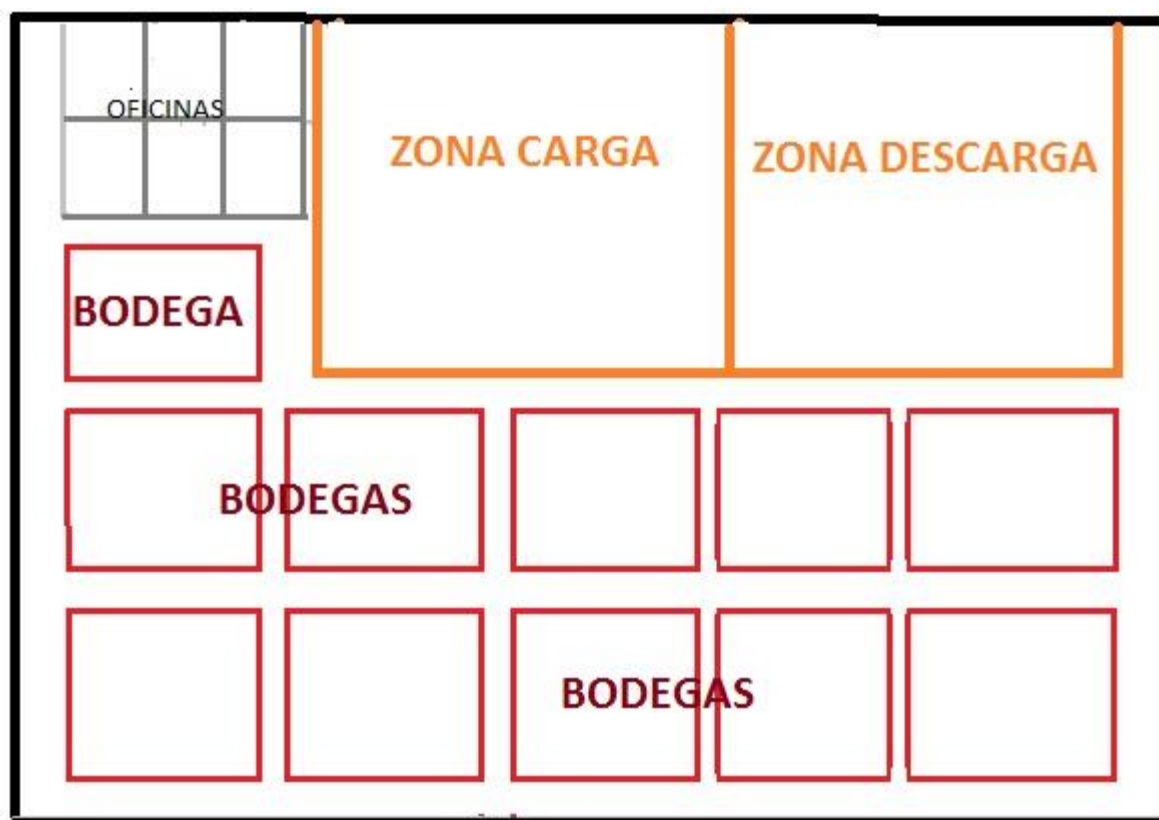 OFICINAS
ZONA CARGA
ZONA DESCARGA
BODEGA
BODEGAS
BODEGAS